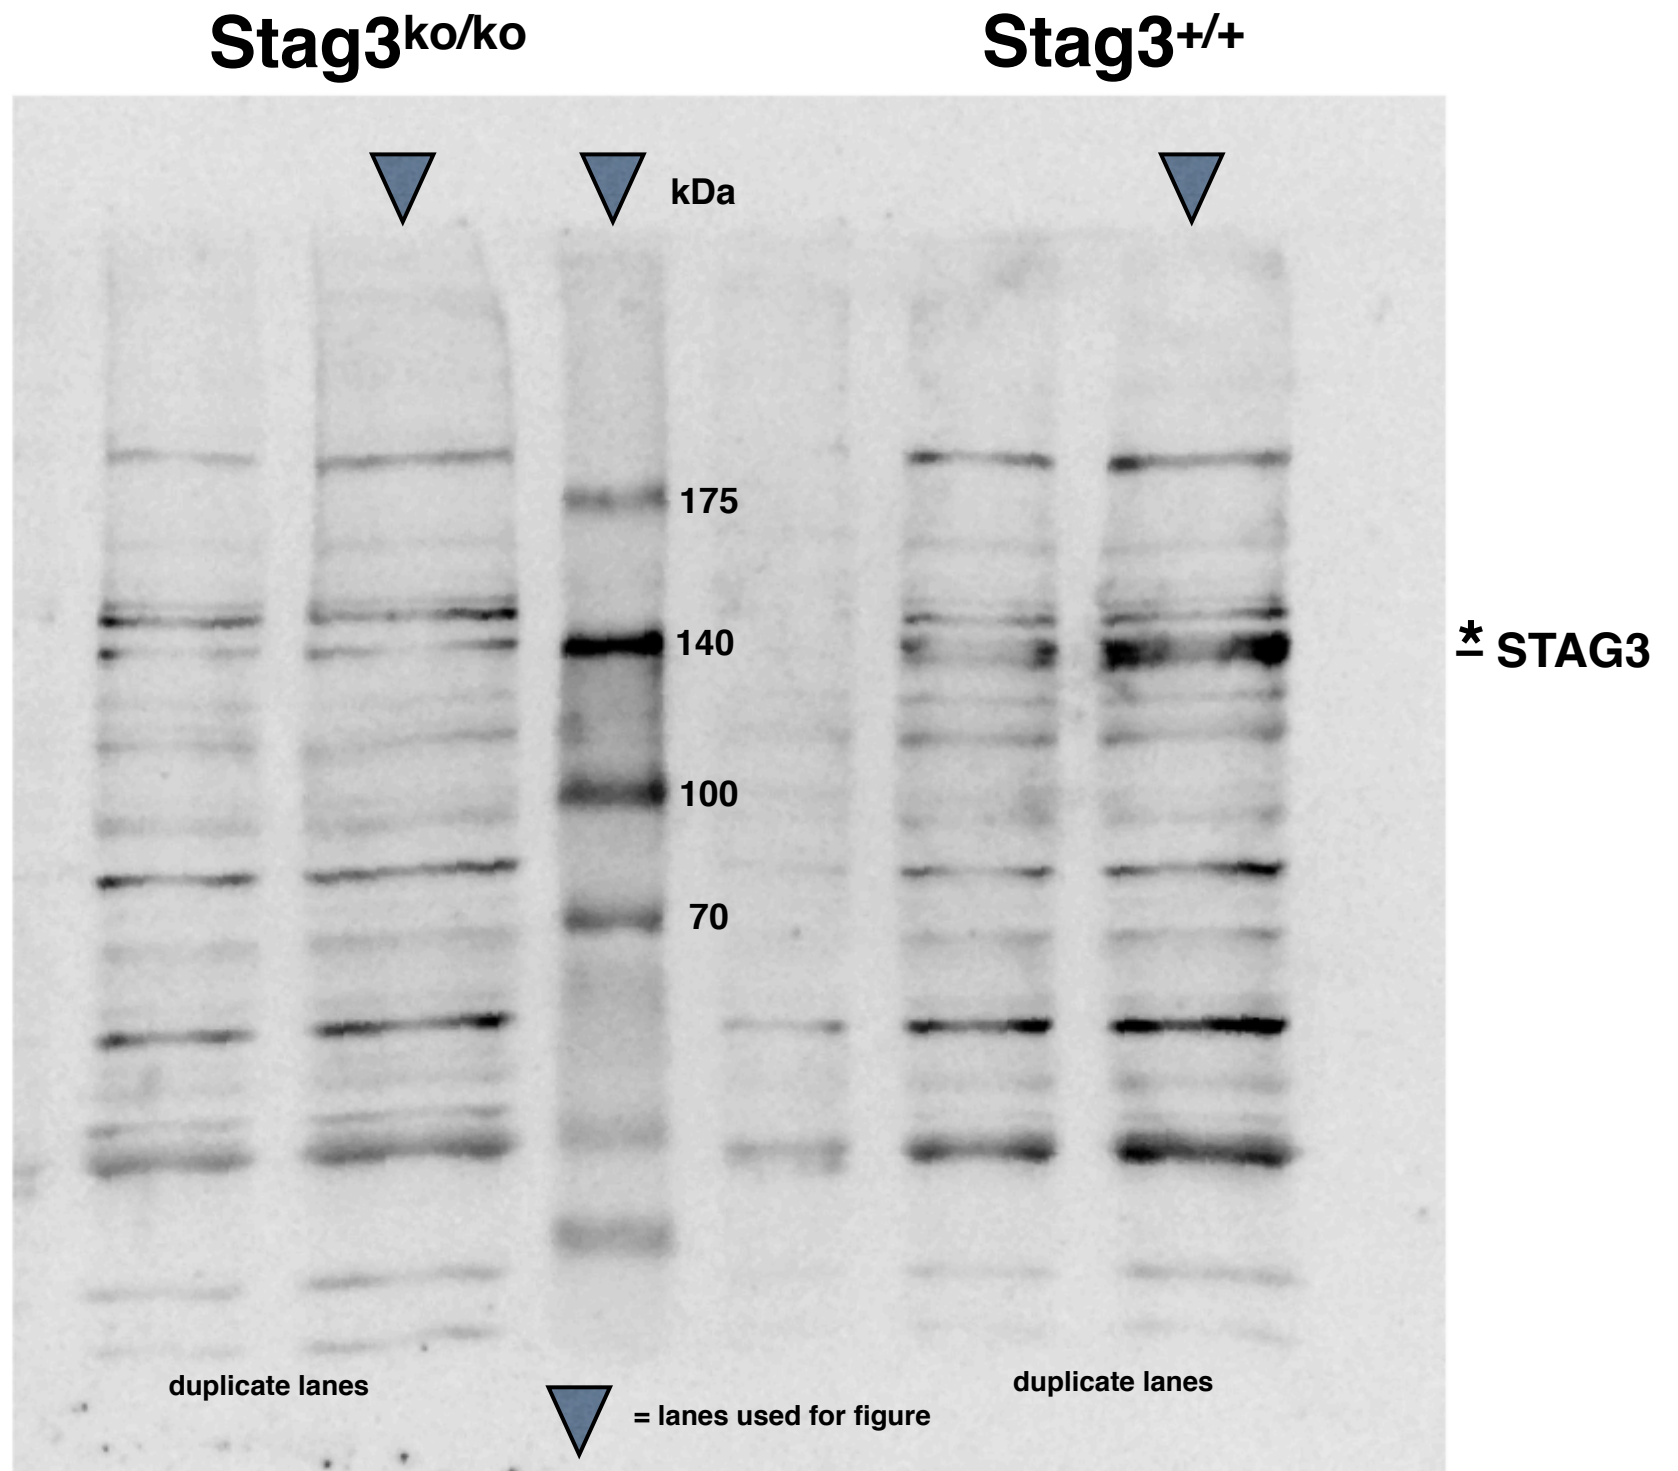 Stag3ko/ko
Stag3+/+
kDa
175
140
100
70
* STAG3
duplicate lanes
duplicate lanes
= lanes used for figure